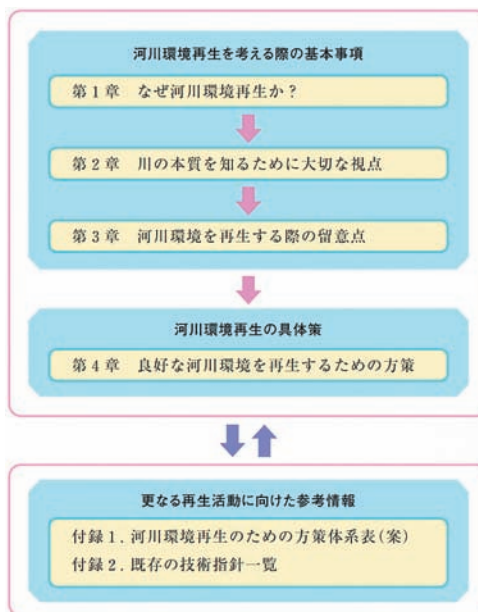 河川環境再生を考える際の基本事項
第1章 なぜ河川環境再生か?
第2章 川の本質を知るために大切な視点
第3章 河川環境を再生する際の留意点
河川環境再生の具体策
第4章 良好な河川環境を再生するための方策
更なる再生活動に向けた参考情報
付録1.河川環境再生のための方策体系表(案)
付録2.既存の技術指針一覧